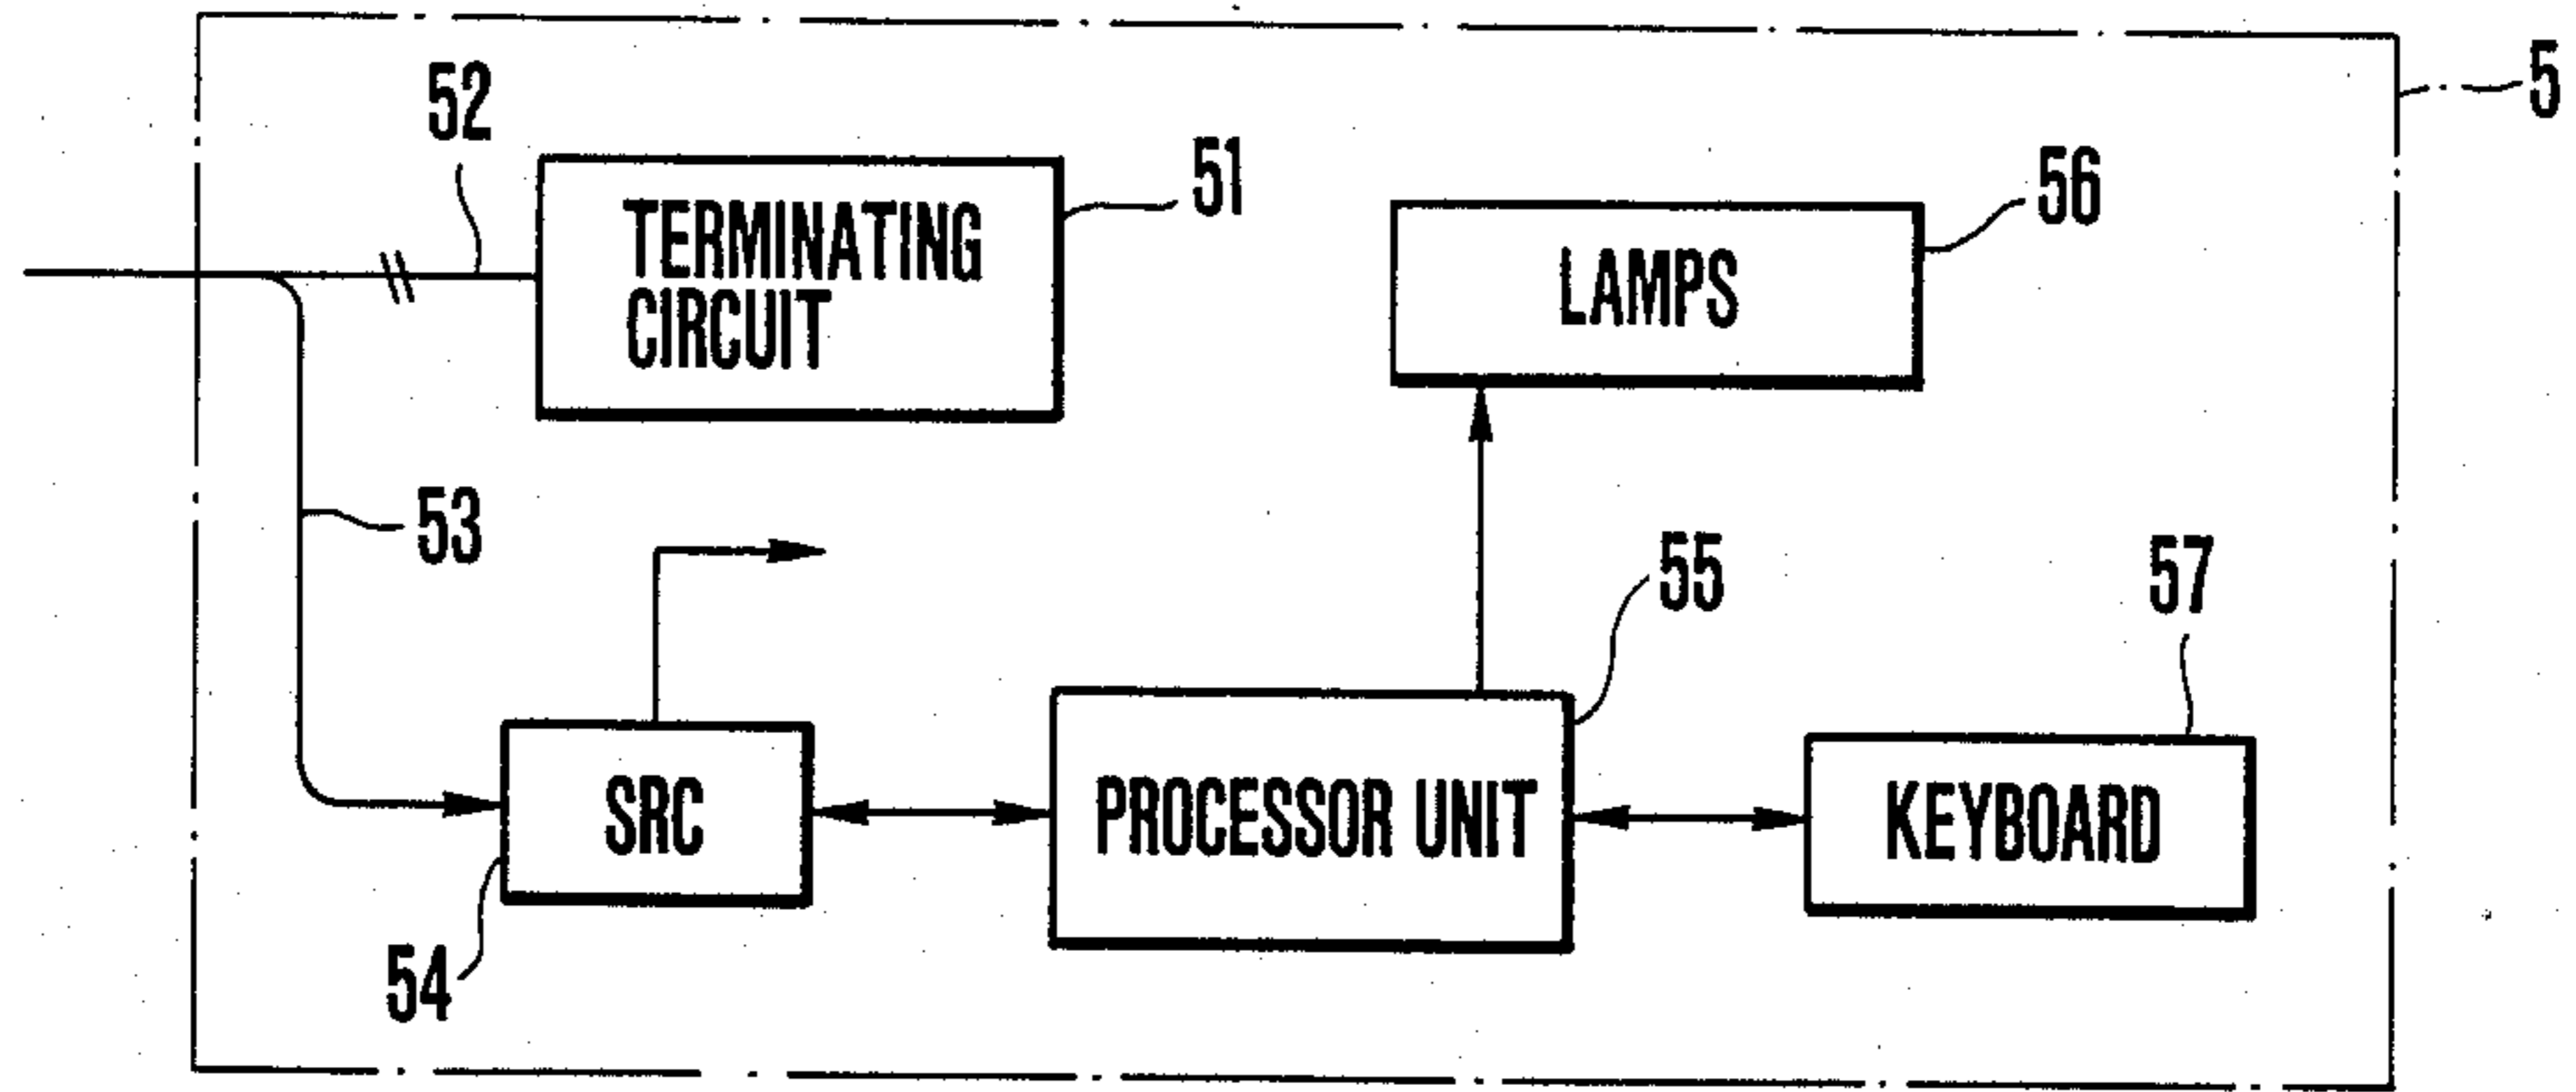 5
52
51
TERMINATING
CIRCUIT
56
LAMPS
53
55
57
SRC
PROCESSOR UNIT
KEYBOARD
54